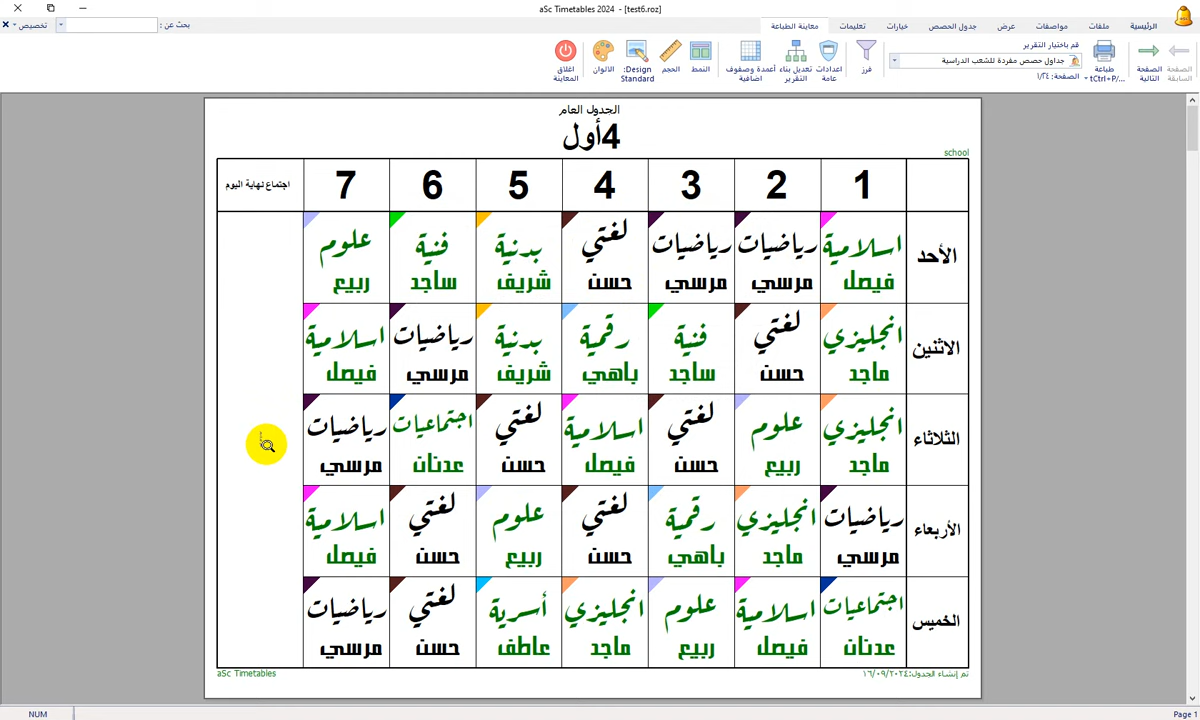 aSc Timetables 2024 - [test6.roz]
الرئيسية ملفات مواصفات عرض جدول الحصص خيارات تعليمات معاينة الطباعة
بحث عن :
تخصيص
الصفحة السابقة
الصفحة التالية
طباعة
tCtrl+P/...
قم باختيار التقرير
جداول حصص مفردة للشعب الدراسية
الصفحة: ١/٢٤
فرز
اعدادات عامة
تعديل بناء التقرير
أعمدة وصفوف اضافية
النمط
الحجم
Design: Standard
الالوان
اغلاق المعاينة
الجدول العام
4أول
school
1 2 3 4 5 6 7 اجتماع نهاية اليوم
الأحد اسلامية رياضيات رياضيات لغتي بدنية فنية علوم
فيصل مرسي مرسي حسن شريف ساجد ربيع
الاثنين انجليزي لغتي فنية رقمية بدنية رياضيات اسلامية
ماجد حسن ساجد باهي شريف مرسي فيصل
الثلاثاء انجليزي علوم لغتي اسلامية لغتي اجتماعيات رياضيات
ماجد ربيع حسن فيصل حسن عدنان مرسي
الأربعاء رياضيات انجليزي رقمية لغتي علوم لغتي اسلامية
مرسي ماجد باهي حسن ربيع حسن فيصل
الخميس اجتماعيات اسلامية علوم انجليزي أسرية لغتي رياضيات
عدنان فيصل ربيع ماجد عاطف حسن مرسي
تم إنشاء الجدول:١٦/٠٩/٢٠٢٤
aSc Timetables
NUM
Page 1